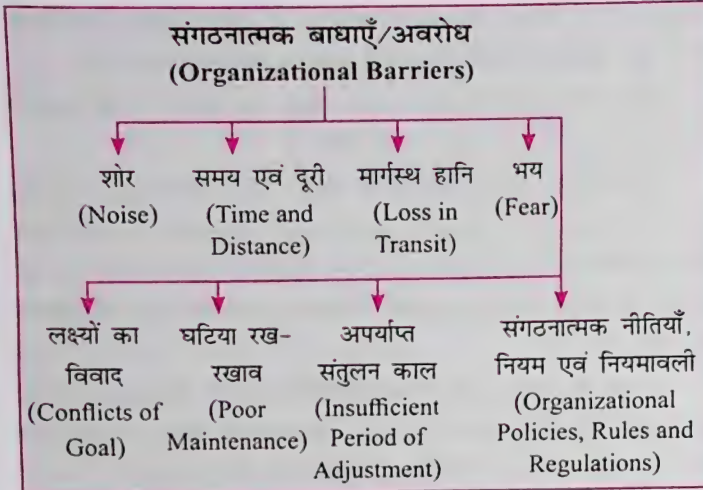 संगठनात्मक बाधाएँ/अवरोध
(Organizational Barriers)
शोर
(Noise)
समय एवं दूरी
(Time and
Distance)
मार्गस्थ हानि
(Loss in
Transit)
भय
(Fear)
लक्ष्यों का
विवाद
(Conflicts of
Goal)
घटिया रख-
रखाव
(Poor
Maintenance)
अपर्याप्त
संतुलन काल
(Insufficient
Period of
Adjustment)
संगठनात्मक नीतियाँ,
नियम एवं नियमावली
(Organizational
Policies, Rules and
Regulations)